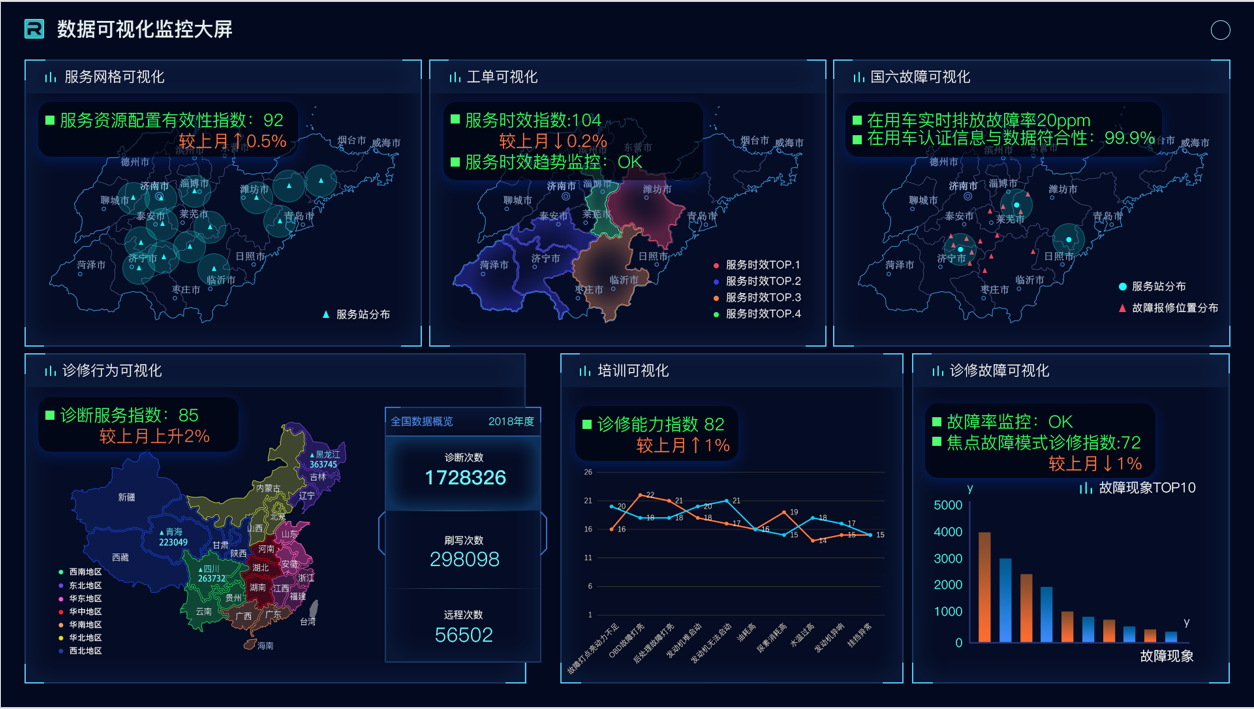 数据可视化监控大屏
服务网格可视化
服务资源配置有效性指数：92
较上月↑0.5%
烟台市
威海市
德州市
济南市
淄博市
潍坊市
聊城市
泰安市
莱芜市
青岛市
济宁市
日照市
菏泽市
临沂市
枣庄市
服务站分布
工单可视化
服务时效指数:104
较上月↓0.2%
服务时效趋势监控：OK
烟台市
威海市
济南市
淄博市
潍坊市
聊城市
泰安市
莱芜市
青岛市
济宁市
日照市
菏泽市
临沂市
枣庄市
服务时效TOP.1
服务时效TOP.2
服务时效TOP.3
服务时效TOP.4
国六故障可视化
在用车实时排放故障率20ppm
在用车认证信息与数据符合性：99.9%
烟台市
威海市
德州市
济南市
淄博市
潍坊市
聊城市
泰安市
莱芜市
青岛市
济宁市
日照市
菏泽市
临沂市
枣庄市
服务站分布
故障报修位置分布
诊修行为可视化
诊断服务指数：85
较上月上升2%
黑龙江
363745
吉林
辽宁
内蒙古
北京
新疆
青海
223049
甘肃
山西
山东
陕西
河南
西藏
四川
263732
湖北
安徽
浙江
湖南
江西
贵州
福建
云南
广西
广东
台湾
海南
西南地区
东北地区
华东地区
华中地区
华南地区
华北地区
西北地区
全国数据概览 2018年度
诊断次数
1728326
刷写次数
298098
远程次数
56502
培训可视化
诊修能力指数 82
较上月↑1%
26
21
16
11
6
1
20 18 18 20 21 16 15 18 17 15
16 22 21 18 17 19 14 15
故障灯点亮动力不足
OBD故障灯亮
后处理故障灯亮
发动机难启动
发动机无法启动
油耗高
尿素消耗高
水温过高
发动机异响
挂挡异常
诊修故障可视化
故障率监控：OK
焦点故障模式诊修指数:72
较上月↓1%
故障现象TOP10
y
5000
4000
3000
2000
1000
0
y
故障现象